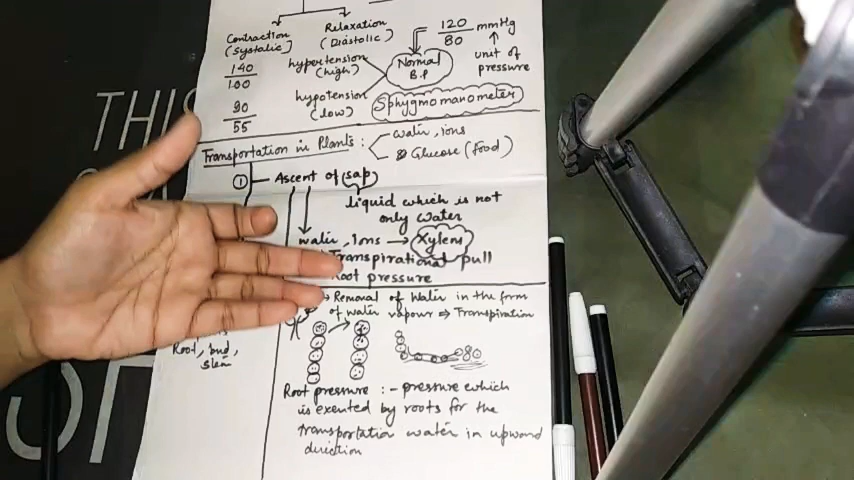 Contraction
(Systolic)
Relaxation
(Diastolic)
120
80
mmHg
unit of
pressure
140
100
hypertension
(high)
Normal
B.P
90
55
hypotension
(low)
Sphygmomanometer
THIS
Transportation in Plants :
water, ions
Glucose (food)
① Ascent of (sap)
liquid which is not
only water
water, Ions → Xylem
Transpirational pull
Root pressure
→ Removal of water in the form
of water vapour ⇒ Transpiration
Root, bud,
stem
Root pressure : - pressure which
is exerted by roots for the
transportation water in upward
direction